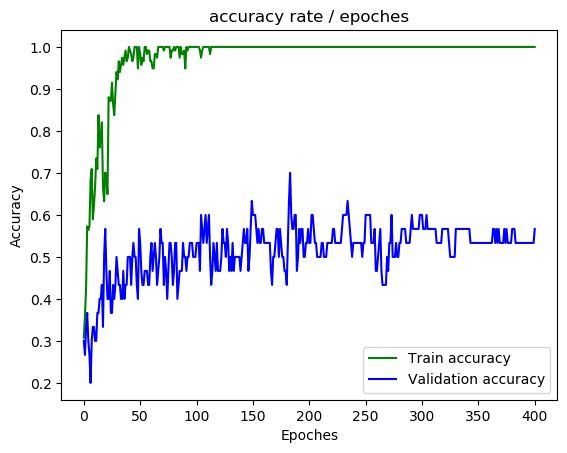 accuracy rate / epoches
1.0
0.9
0.8
0.7
0.6
0.5
0.4
0.3
0.2
Accuracy
Train accuracy
Validation accuracy
0 50 100 150 200 250 300 350 400
Epoches